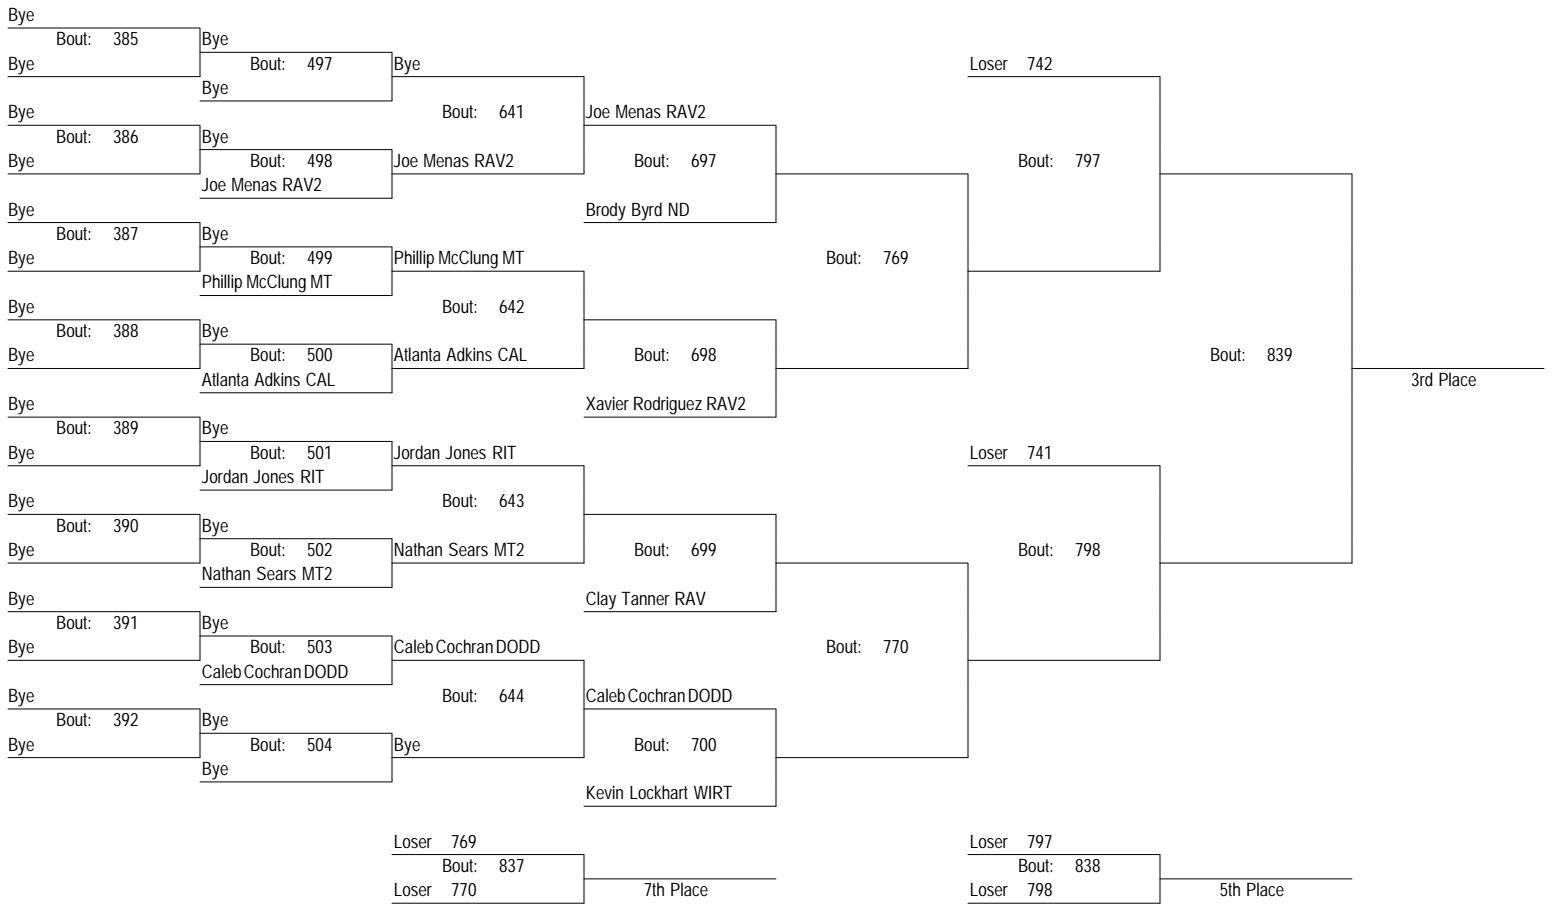 Bye
Bout: 385 Bye
Bye Bout: 497 Bye Loser 742
Bye
Bye Bout: 641 Joe Menas RAV2
Bout: 386 Bye
Bye Bout: 498 Joe Menas RAV2 Bout: 697 Bout: 797
Joe Menas RAV2
Bye Brody Byrd ND
Bout: 387 Bye
Bye Bout: 499 Phillip McClung MT Bout: 769
Phillip McClung MT
Bye Bout: 642
Bout: 388 Bye
Bye Bout: 500 Atlanta Adkins CAL Bout: 698 Bout: 839
Atlanta Adkins CAL 3rd Place
Bye Xavier Rodriguez RAV2
Bout: 389 Bye
Bye Bout: 501 Jordan Jones RIT Loser 741
Jordan Jones RIT
Bye Bout: 643
Bout: 390 Bye
Bye Bout: 502 Nathan Sears MT2 Bout: 699 Bout: 798
Nathan Sears MT2
Bye Clay Tanner RAV
Bout: 391 Bye
Bye Bout: 503 Caleb Cochran DODD Bout: 770
Caleb Cochran DODD
Bye Bout: 644 Caleb Cochran DODD
Bout: 392 Bye
Bye Bout: 504 Bye Bout: 700
Bye
Kevin Lockhart WIRT
Loser 769 Loser 797
Bout: 837 Bout: 838
Loser 770 7th Place Loser 798 5th Place